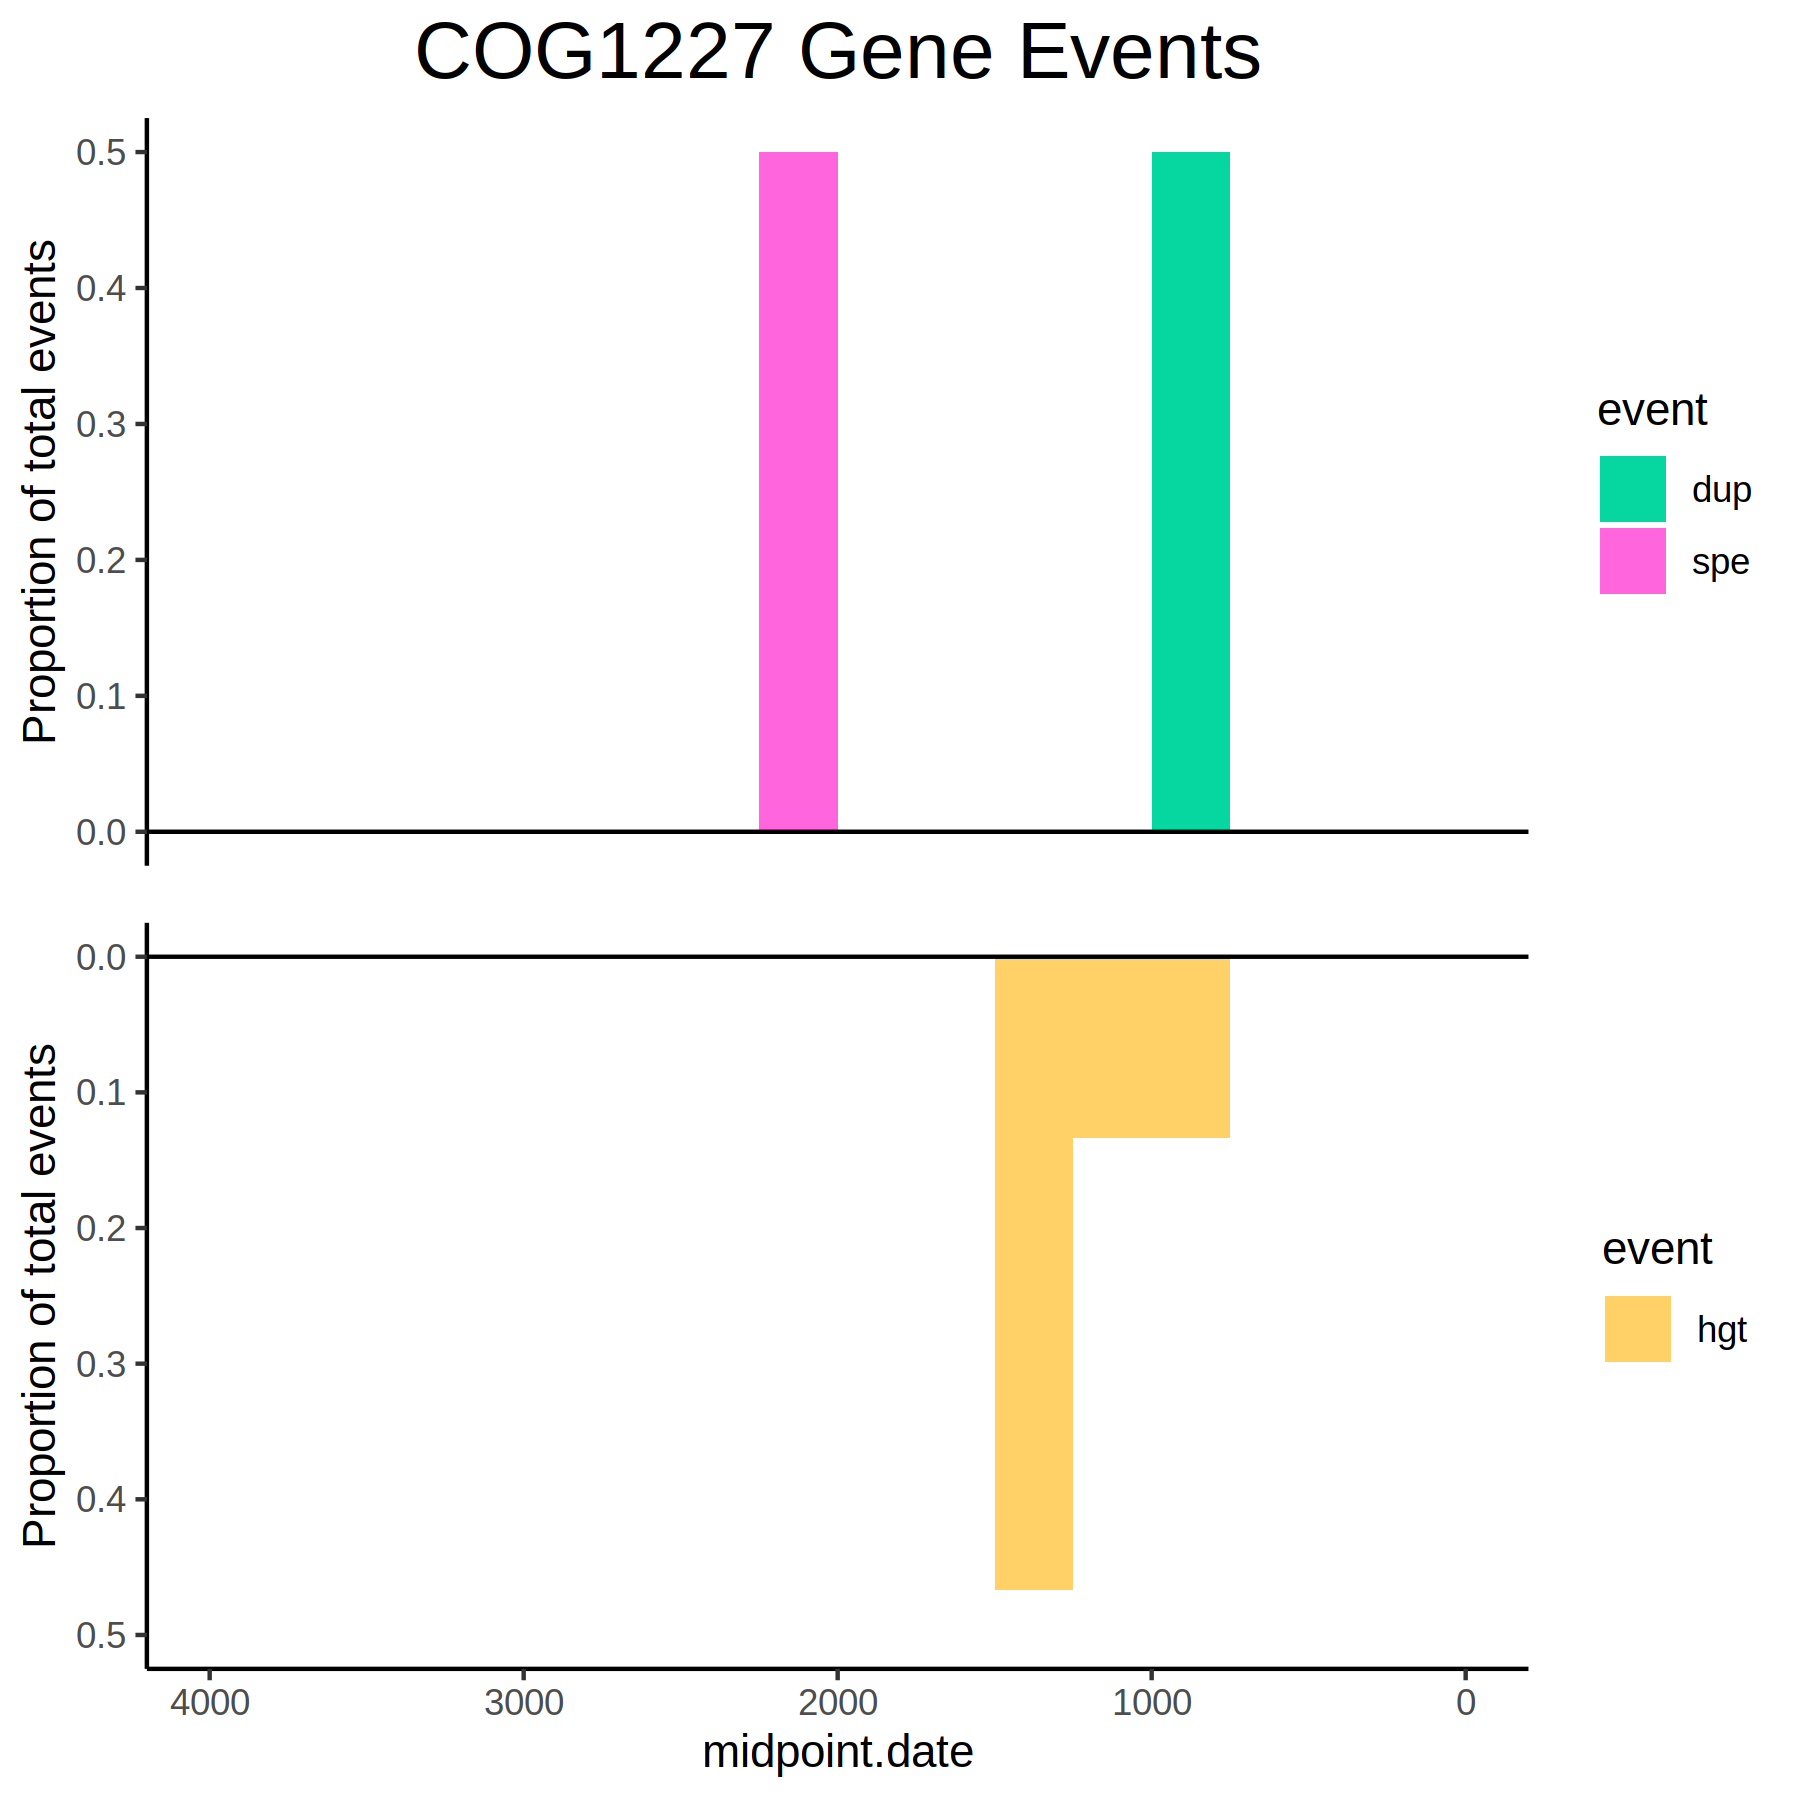 COG1227 Gene Events
Proportion of total events
0.5
0.4
0.3
0.2
0.1
0.0
event
dup
spe
Proportion of total events
0.0
0.1
0.2
0.3
0.4
0.5
event
hgt
4000 3000 2000 1000 0
midpoint.date